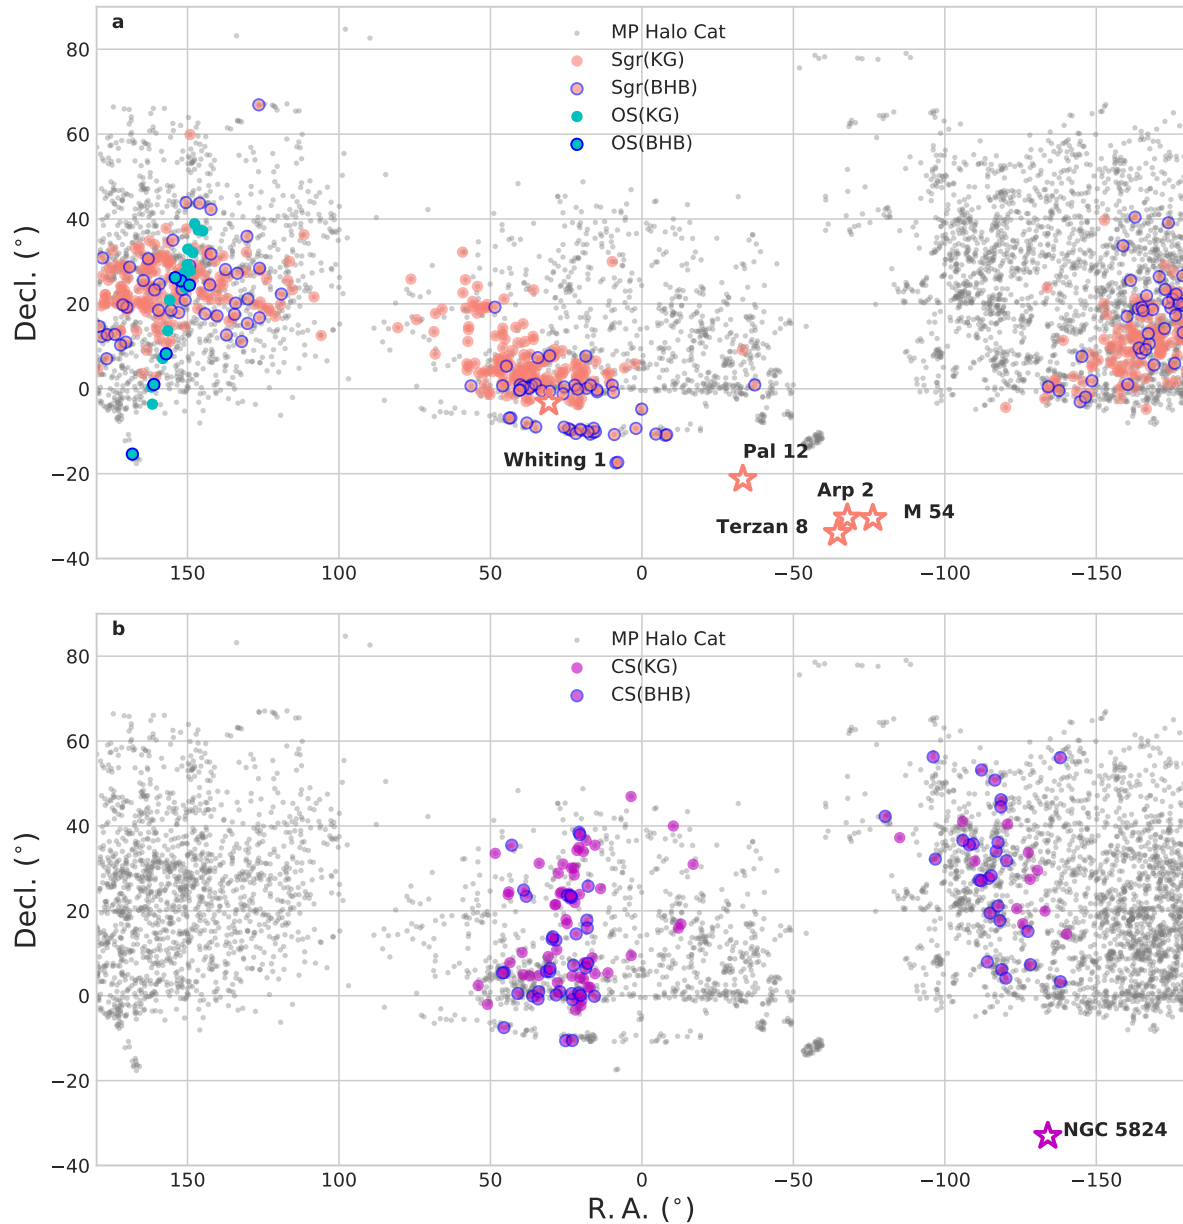 a
MP Halo Cat
Sgr(KG)
Sgr(BHB)
OS(KG)
OS(BHB)
80
60
40
20
0
−20
−40
Decl. (°)
Whiting 1
Pal 12
Arp 2
M 54
Terzan 8
150
100
50
0
−50
−100
−150
b
MP Halo Cat
CS(KG)
CS(BHB)
80
60
40
20
0
−20
−40
Decl. (°)
NGC 5824
150
100
50
0
−50
−100
−150
R. A. (°)